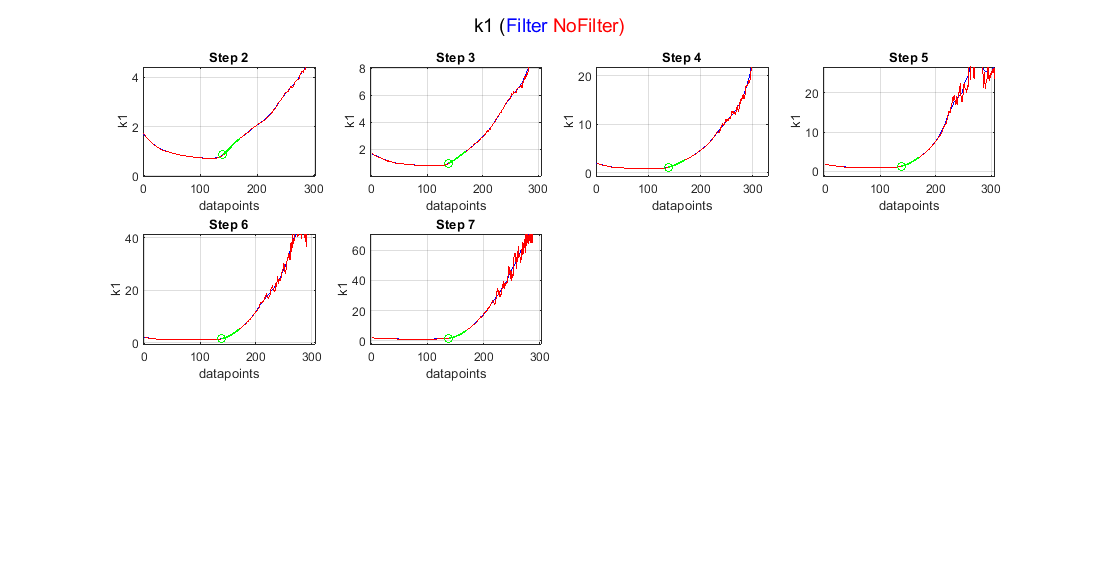 k1 (Filter NoFilter)
Step 2
Step 3
Step 4
Step 5
4
2
0
k1
0 100 200 300
datapoints
8
6
4
2
k1
0 100 200 300
datapoints
20
10
0
k1
0 100 200 300
datapoints
20
10
0
k1
0 100 200 300
datapoints
Step 6
Step 7
40
20
0
k1
0 100 200 300
datapoints
60
40
20
0
k1
0 100 200 300
datapoints